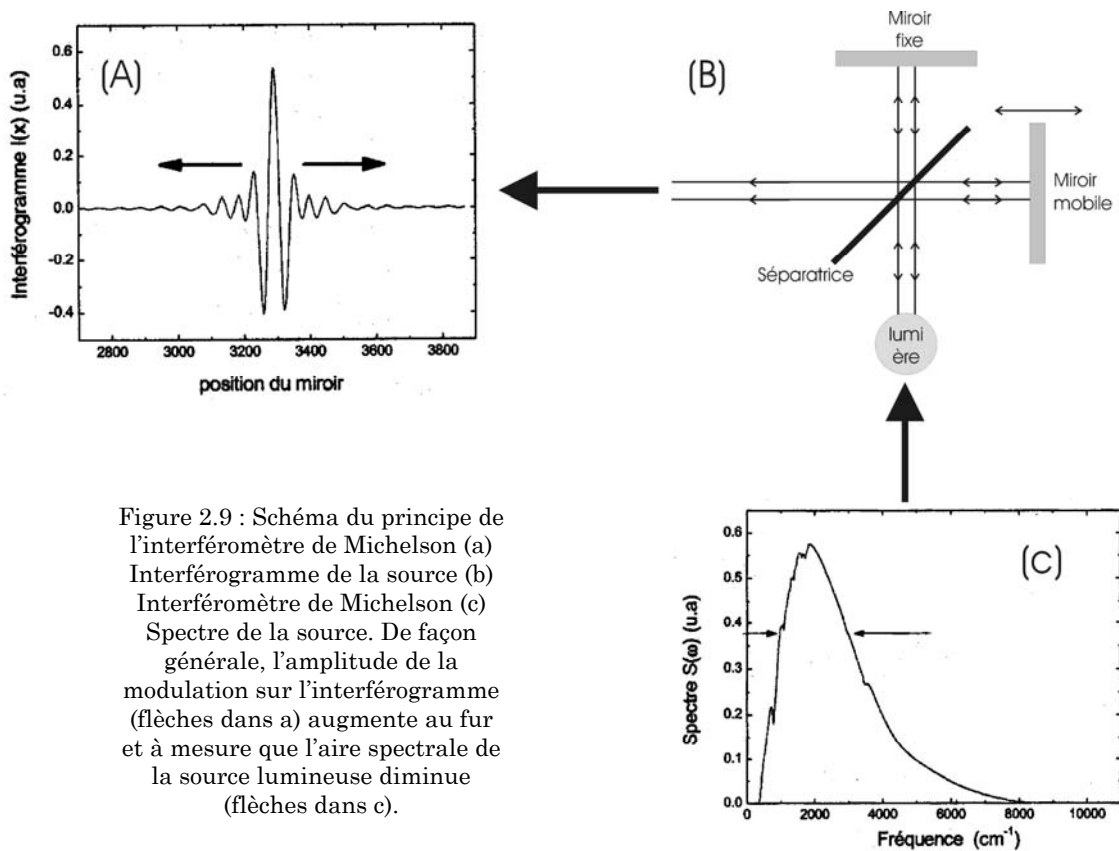 (A)
Interférogramme I(x) (u.a)
0.6
0.4
0.2
0.0
-0.2
-0.4
2800 3000 3200 3400 3600 3800
position du miroir
(B)
Miroir
fixe
Miroir
mobile
Séparatrice
lumi
ère
Figure 2.9 : Schéma du principe de
l’interféromètre de Michelson (a)
Interférogramme de la source (b)
Interféromètre de Michelson (c)
Spectre de la source. De façon
générale, l’amplitude de la
modulation sur l’interférogramme
(flèches dans a) augmente au fur
et à mesure que l’aire spectrale de
la source lumineuse diminue
(flèches dans c).
(C)
Spectre S(ω) (u.a)
0.6
0.5
0.4
0.3
0.2
0.1
0.0
0 2000 4000 6000 8000 10000
Fréquence (cm⁻¹)